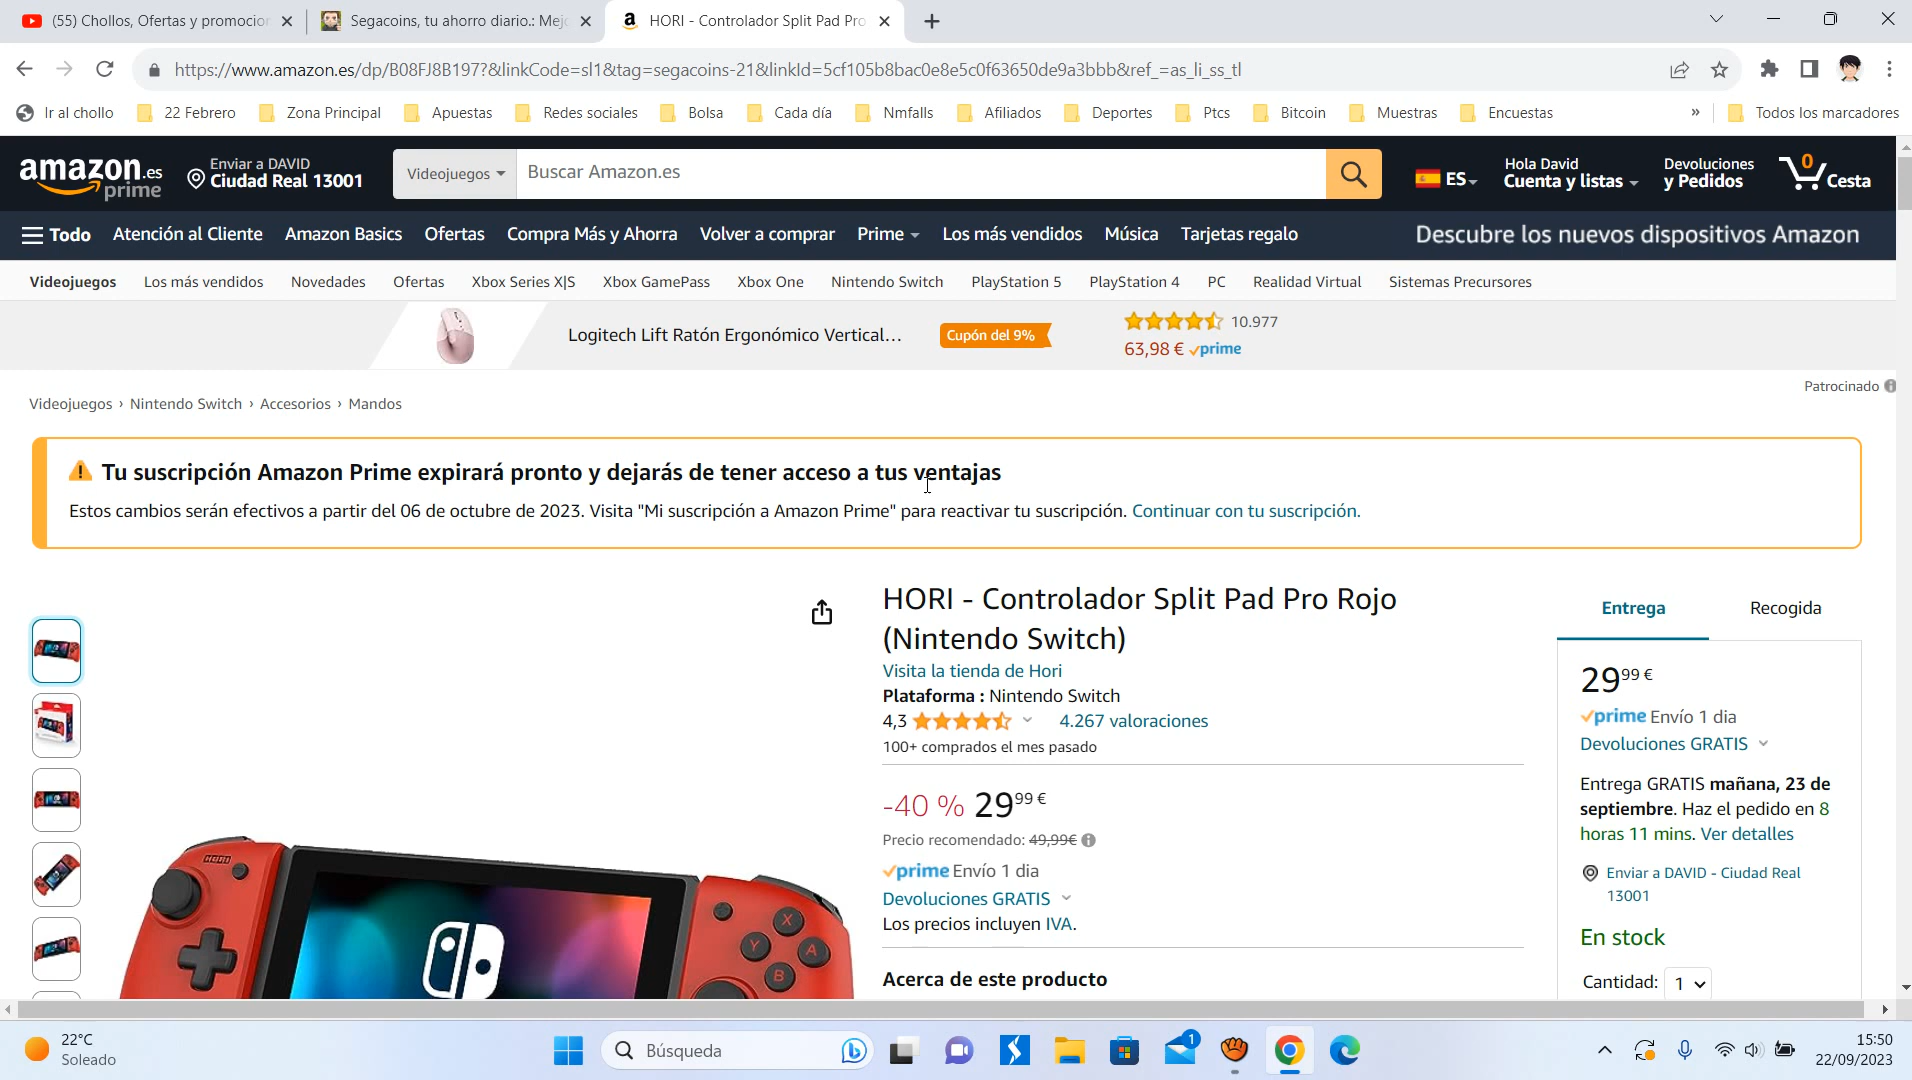 (55) Chollos, Ofertas y promocion
Segacoins, tu ahorro diario.: Mejo
HORI - Controlador Split Pad Pro
https://www.amazon.es/dp/B08FJ8B197?&linkCode=sl1&tag=segacoins-21&linkId=5cf105b8bac0e8e5c0f63650de9a3bbb&ref_=as_li_ss_tl
Ir al chollo
22 Febrero
Zona Principal
Apuestas
Redes sociales
Bolsa
Cada día
Nmfalls
Afiliados
Deportes
Ptcs
Bitcoin
Muestras
Encuestas
»
Todos los marcadores
amazon.es
prime
Enviar a DAVID
Ciudad Real 13001
Videojuegos
Buscar Amazon.es
ES
Hola David
Cuenta y listas
Devoluciones
y Pedidos
0
Cesta
Todo
Atención al Cliente
Amazon Basics
Ofertas
Compra Más y Ahorra
Volver a comprar
Prime
Los más vendidos
Música
Tarjetas regalo
Descubre los nuevos dispositivos Amazon
Videojuegos
Los más vendidos
Novedades
Ofertas
Xbox Series X|S
Xbox GamePass
Xbox One
Nintendo Switch
PlayStation 5
PlayStation 4
PC
Realidad Virtual
Sistemas Precursores
Logitech Lift Ratón Ergonómico Vertical...
Cupón del 9%
10.977
63,98 € prime
Patrocinado
Videojuegos › Nintendo Switch › Accesorios › Mandos
Tu suscripción Amazon Prime expirará pronto y dejarás de tener acceso a tus ventajas
Estos cambios serán efectivos a partir del 06 de octubre de 2023. Visita "Mi suscripción a Amazon Prime" para reactivar tu suscripción. Continuar con tu suscripción.
HORI - Controlador Split Pad Pro Rojo
(Nintendo Switch)
Visita la tienda de Hori
Plataforma : Nintendo Switch
4,3
4.267 valoraciones
100+ comprados el mes pasado
-40 % 29⁹⁹ €
Precio recomendado: 49,99€
prime Envío 1 dia
Devoluciones GRATIS
Los precios incluyen IVA.
Acerca de este producto
HORI
X
Y
A
B
Entrega
Recogida
29⁹⁹ €
prime Envío 1 dia
Devoluciones GRATIS
Entrega GRATIS mañana, 23 de
septiembre. Haz el pedido en 8
horas 11 mins. Ver detalles
Enviar a DAVID - Ciudad Real
13001
En stock
Cantidad: 1
22°C
Soleado
Búsqueda
1
15:50
22/09/2023